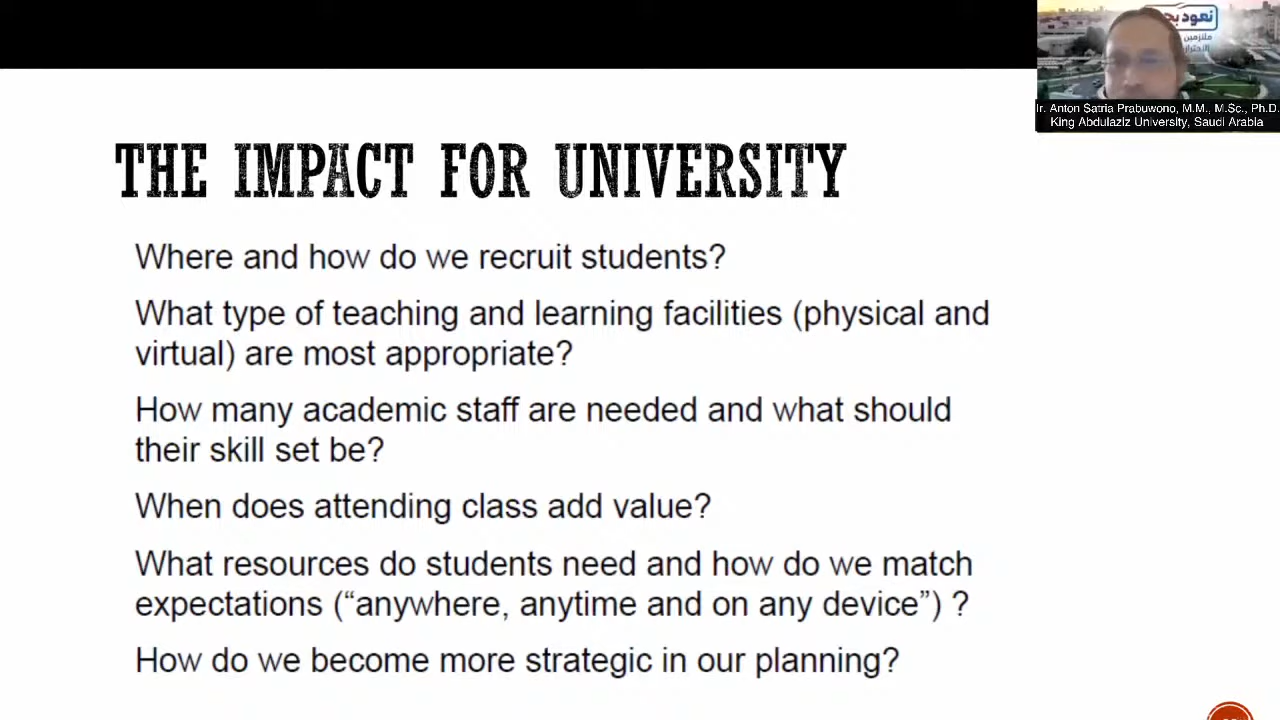 نعود بحذر
ملتزمين
Ir. Anton Satria Prabuwono, M.M., M.Sc., Ph.D.
King Abdulaziz University, Saudi Arabia
THE IMPACT FOR UNIVERSITY
Where and how do we recruit students?
What type of teaching and learning facilities (physical and
virtual) are most appropriate?
How many academic staff are needed and what should
their skill set be?
When does attending class add value?
What resources do students need and how do we match
expectations (“anywhere, anytime and on any device”) ?
How do we become more strategic in our planning?